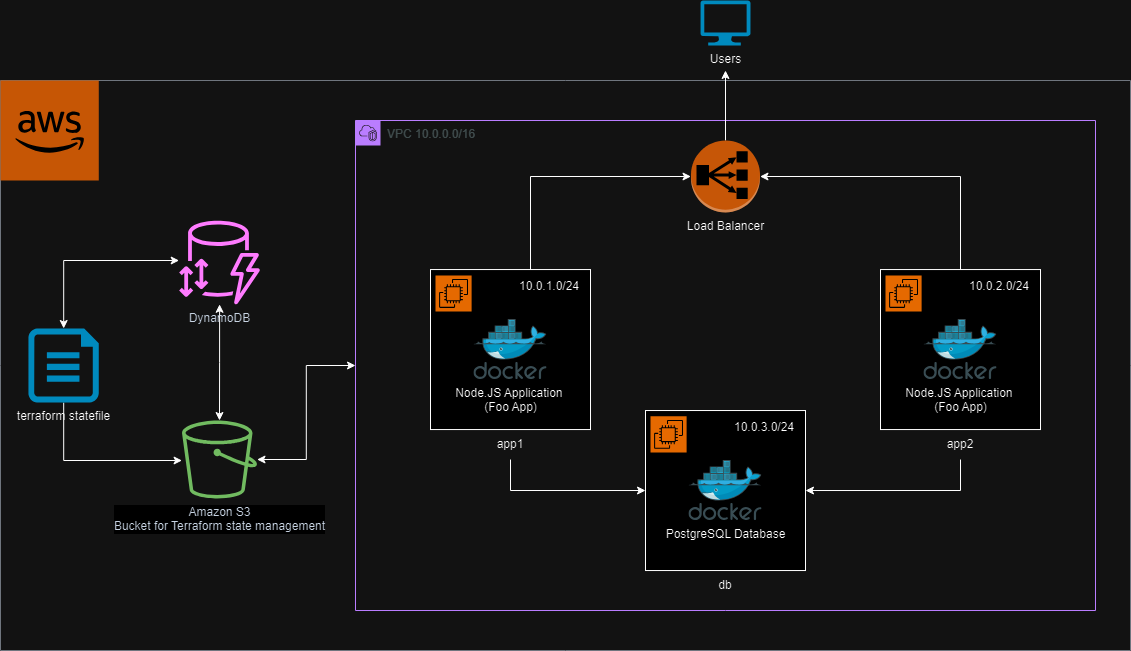 Users
aws
VPC 10.0.0.0/16
Load Balancer
DynamoDB
terraform statefile
Amazon S3
Bucket for Terraform state management
10.0.1.0/24
docker
Node.JS Application
(Foo App)
app1
10.0.2.0/24
docker
Node.JS Application
(Foo App)
app2
10.0.3.0/24
docker
PostgreSQL Database
db